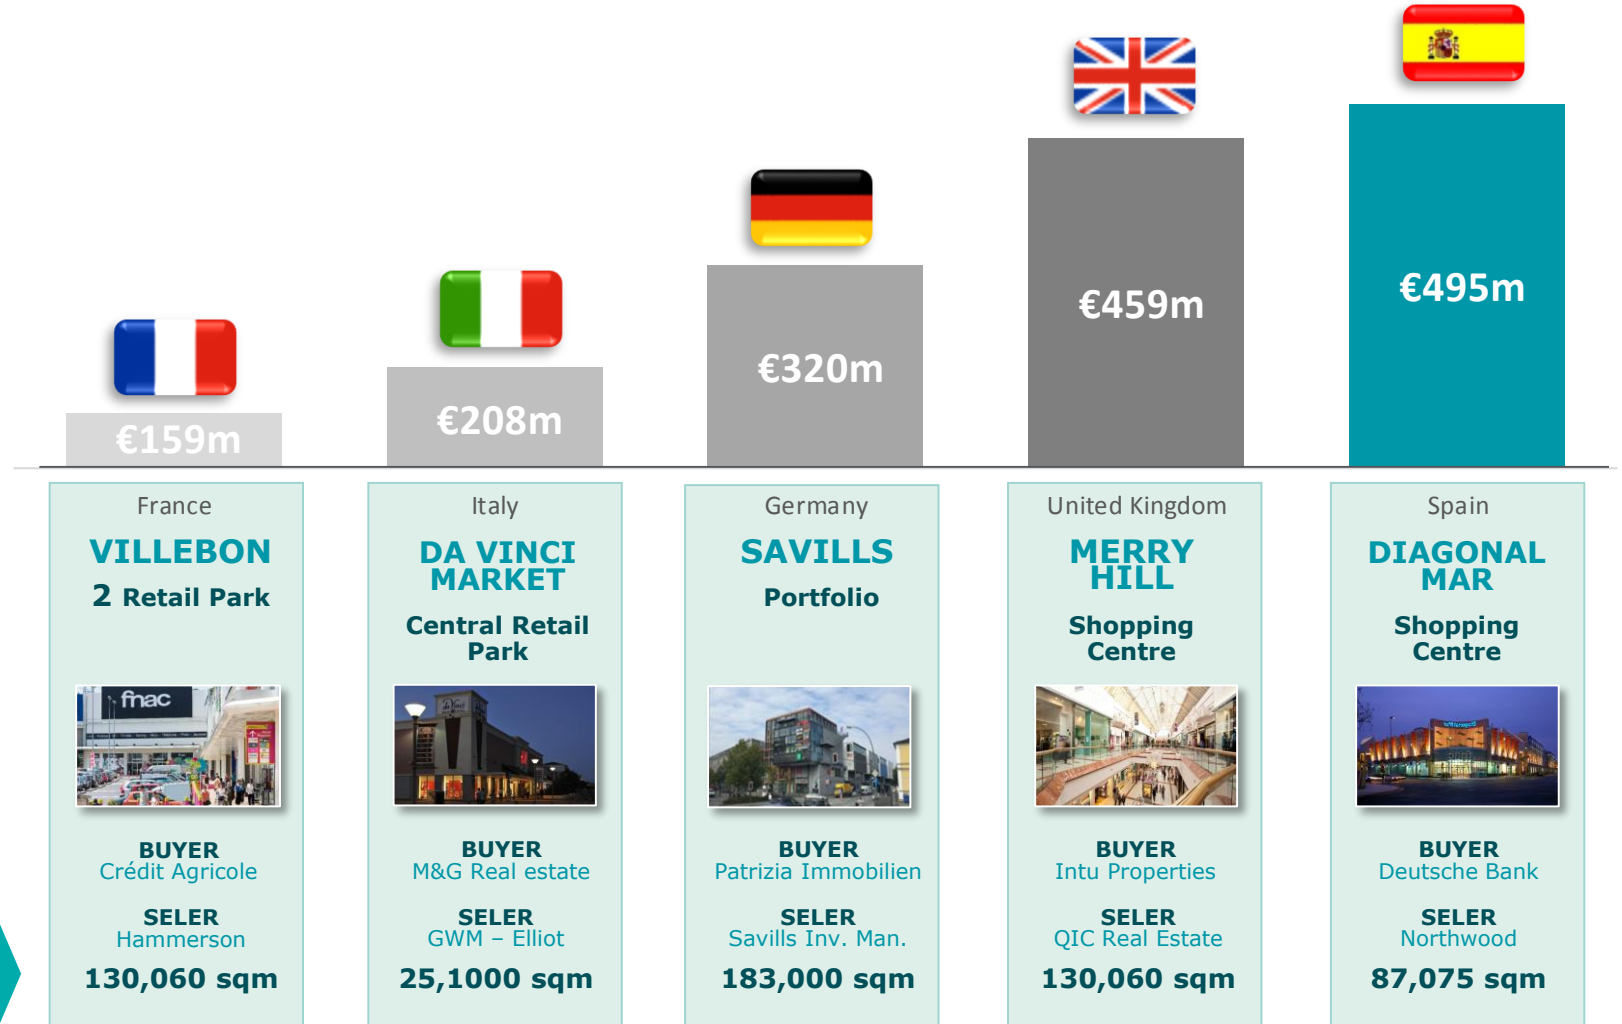 €159m
€208m
€320m
€459m
€495m
France
VILLEBON
2 Retail Park
fnac
BUYER
Crédit Agricole
SELER
Hammerson
130,060 sqm
Italy
DA VINCI
MARKET
Central Retail
Park
BUYER
M&G Real estate
SELER
GWM – Elliot
25,1000 sqm
Germany
SAVILLS
Portfolio
BUYER
Patrizia Immobilien
SELER
Savills Inv. Man.
183,000 sqm
United Kingdom
MERRY
HILL
Shopping
Centre
BUYER
Intu Properties
SELER
QIC Real Estate
130,060 sqm
Spain
DIAGONAL
MAR
Shopping
Centre
BUYER
Deutsche Bank
SELER
Northwood
87,075 sqm